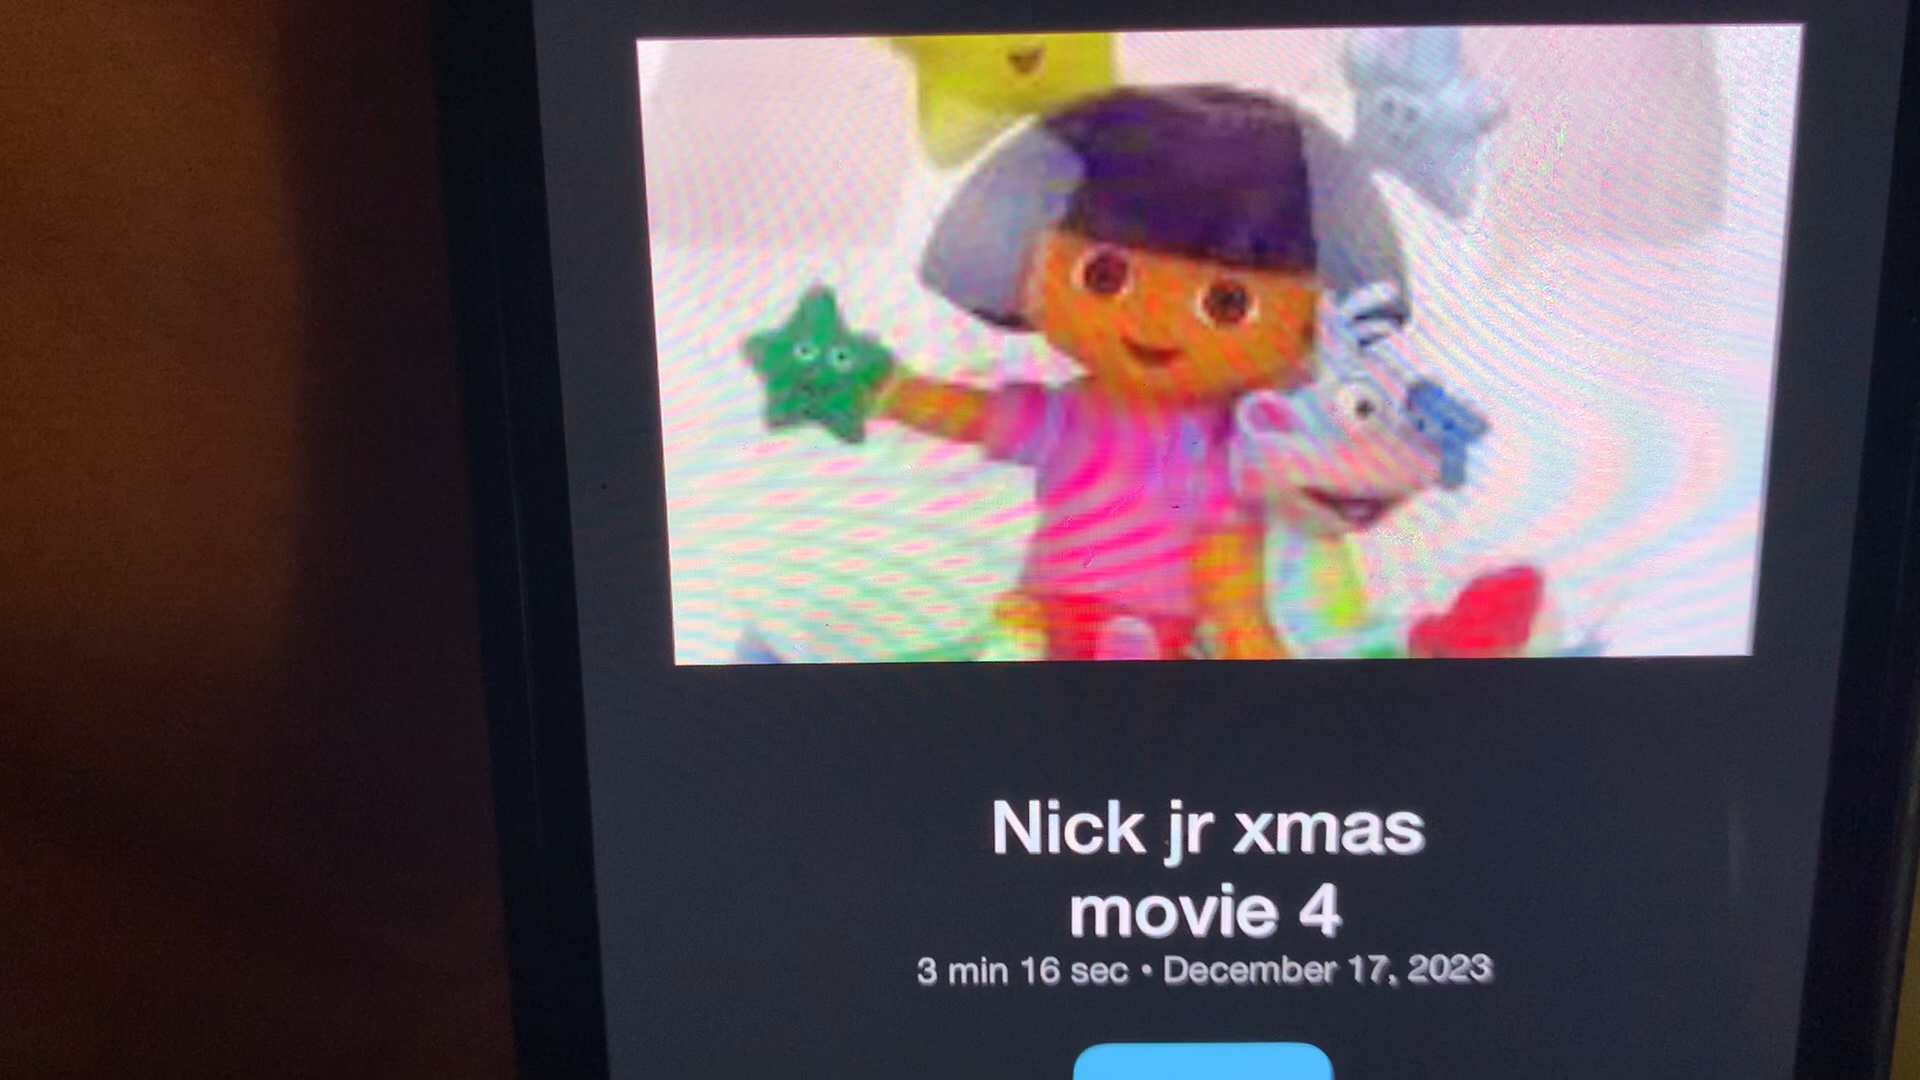 Nick jr xmas
movie 4
3 min 16 sec • December 17, 2023